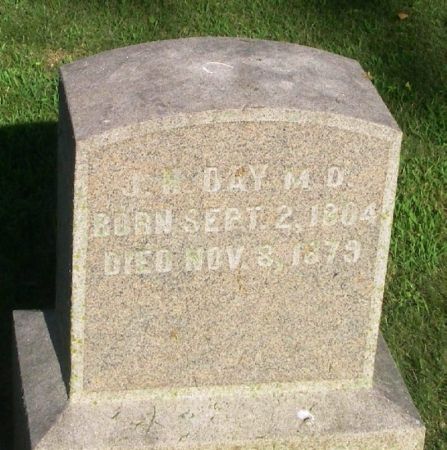 J. H. DAY M.D.
BORN SEPT. 2, 1804
DIED NOV. 8, 1879